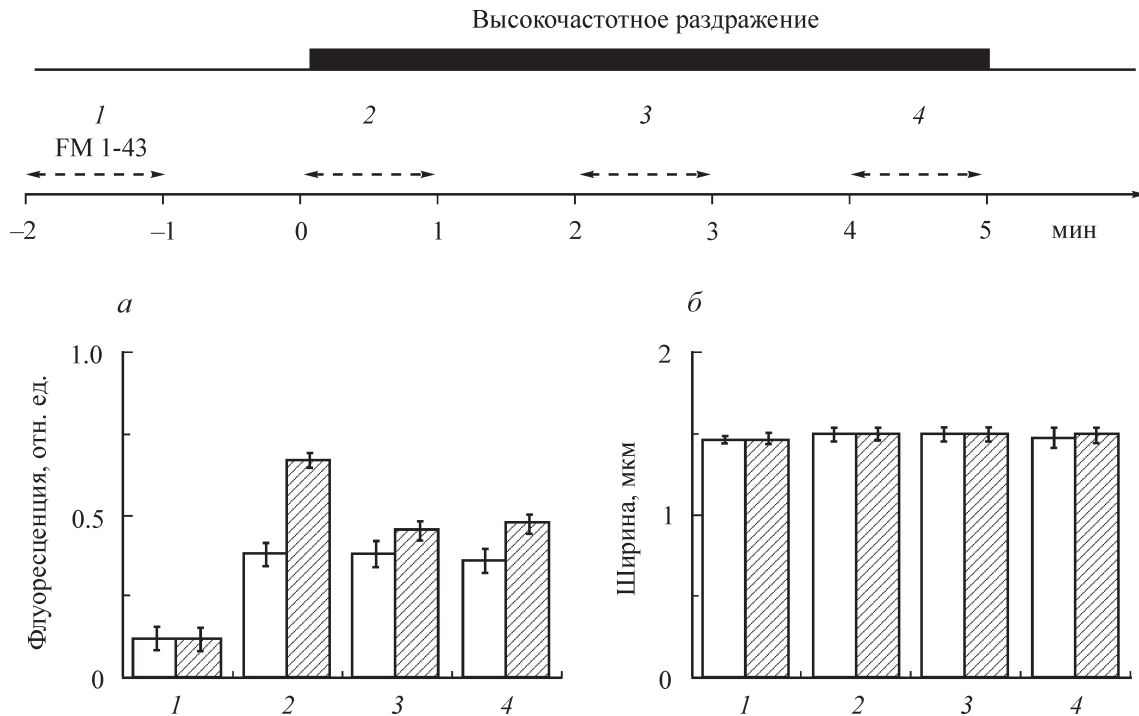 Высокочастотное раздражение
1 2 3 4
FM 1-43
–2 –1 0 1 2 3 4 5 мин
а
Флуоресценция, отн. ед.
1.0
0.5
0
1 2 3 4
б
Ширина, мкм
2
1
0
1 2 3 4